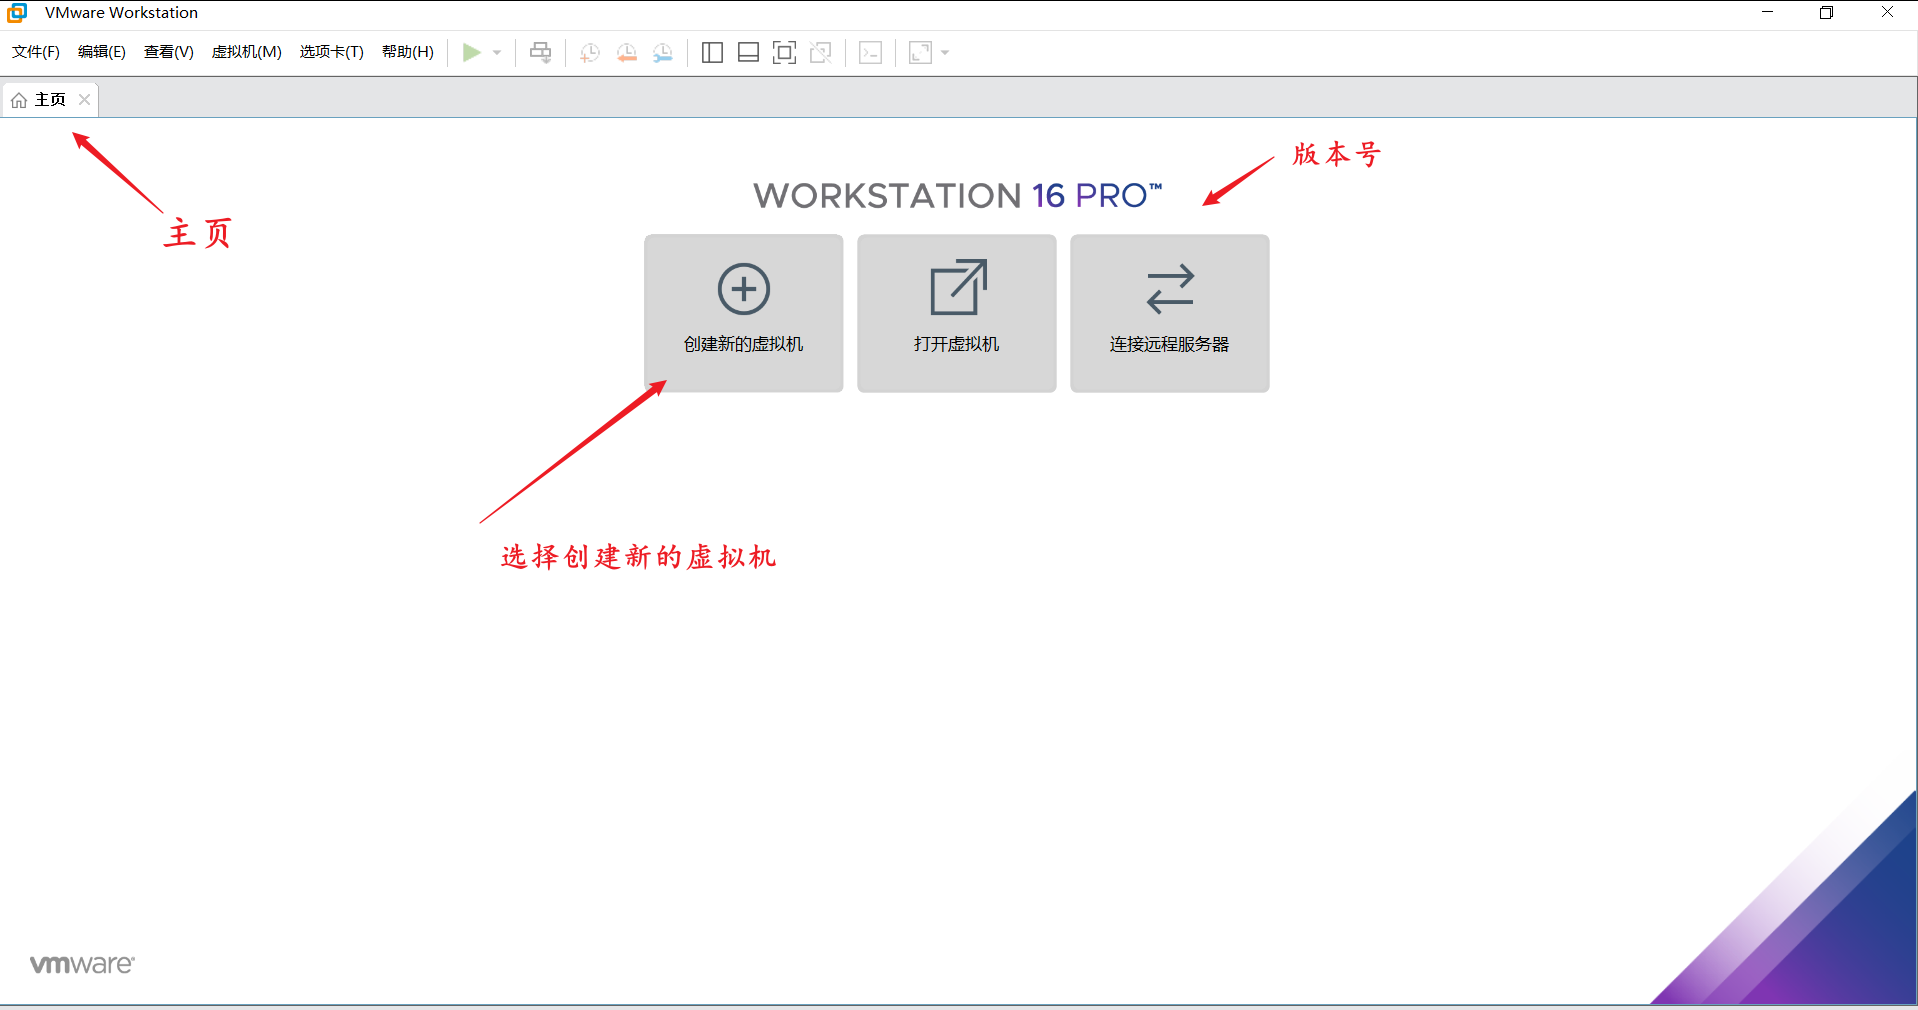 VMware Workstation
文件(F) 编辑(E) 查看(V) 虚拟机(M) 选项卡(T) 帮助(H)
主页
版本号
WORKSTATION 16 PRO™
主页
创建新的虚拟机 打开虚拟机 连接远程服务器
选择创建新的虚拟机
vmware®